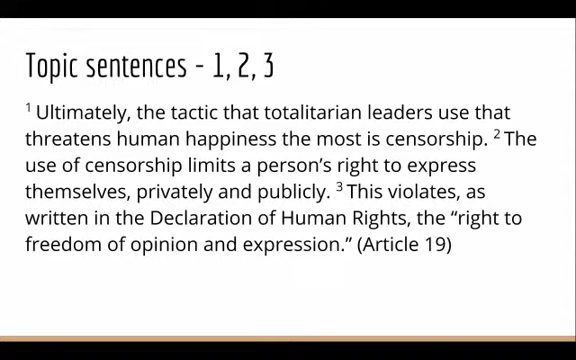 Topic sentences - 1, 2, 3
1 Ultimately, the tactic that totalitarian leaders use that
threatens human happiness the most is censorship. 2 The
use of censorship limits a person’s right to express
themselves, privately and publicly. 3 This violates, as
written in the Declaration of Human Rights, the “right to
freedom of opinion and expression.” (Article 19)